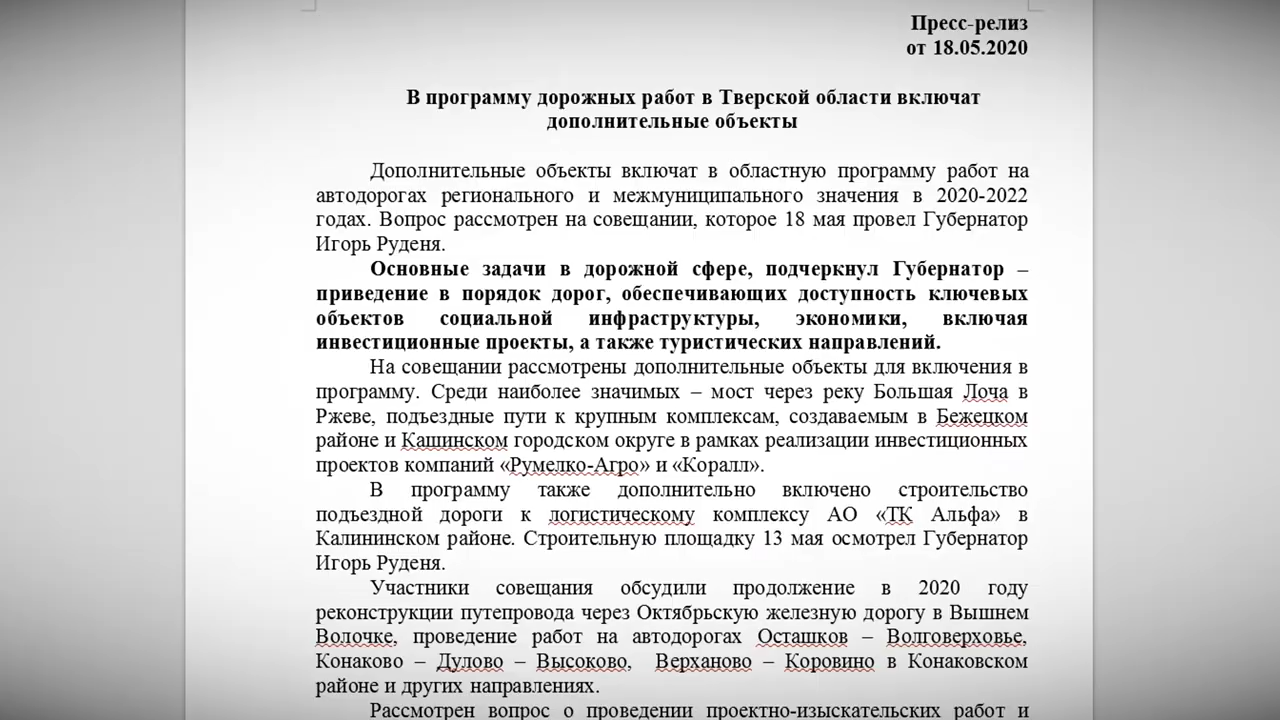 Пресс-релиз
от 18.05.2020
В программу дорожных работ в Тверской области включат
дополнительные объекты
Дополнительные объекты включат в областную программу работ на
автодорогах регионального и межмуниципального значения в 2020-2022
годах. Вопрос рассмотрен на совещании, которое 18 мая провел Губернатор
Игорь Руденя.
Основные задачи в дорожной сфере, подчеркнул Губернатор –
приведение в порядок дорог, обеспечивающих доступность ключевых
объектов социальной инфраструктуры, экономики, включая
инвестиционные проекты, а также туристических направлений.
На совещании рассмотрены дополнительные объекты для включения в
программу. Среди наиболее значимых – мост через реку Большая Лоча в
Ржеве, подъездные пути к крупным комплексам, создаваемым в Бежецком
районе и Кашинском городском округе в рамках реализации инвестиционных
проектов компаний «Румелко-Агро» и «Коралл».
В программу также дополнительно включено строительство
подъездной дороги к логистическому комплексу АО «ТК Альфа» в
Калининском районе. Строительную площадку 13 мая осмотрел Губернатор
Игорь Руденя.
Участники совещания обсудили продолжение в 2020 году
реконструкции путепровода через Октябрьскую железную дорогу в Вышнем
Волочке, проведение работ на автодорогах Осташков – Волговерховье,
Конаково – Дулово – Высоково, Верханово – Коровино в Конаковском
районе и других направлениях.
Рассмотрен вопрос о проведении проектно-изыскательских работ и